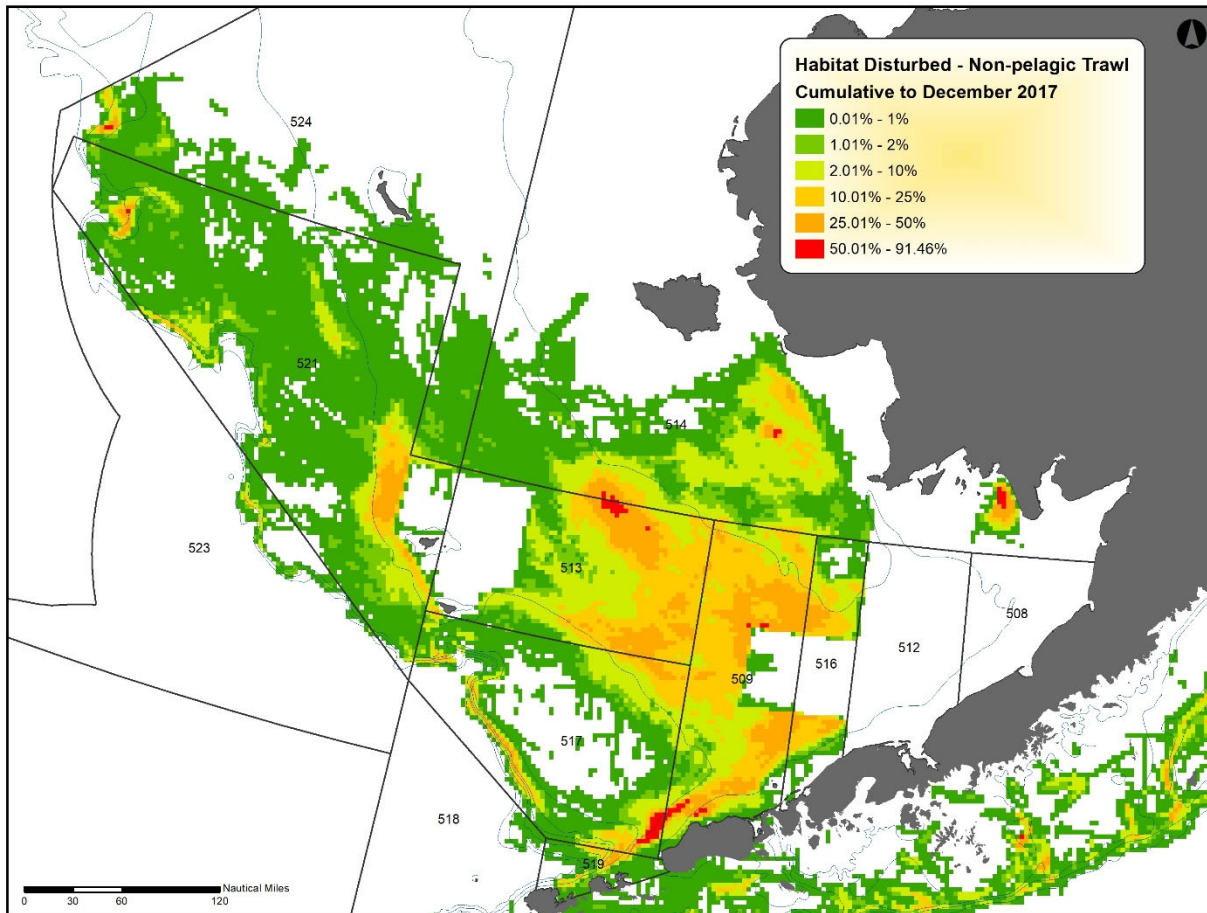 Habitat Disturbed - Non-pelagic Trawl
Cumulative to December 2017
0.01% - 1%
1.01% - 2%
2.01% - 10%
10.01% - 25%
25.01% - 50%
50.01% - 91.46%
524
521
514
523
513
508
516
512
509
517
518
519
Nautical Miles
0 30 60 120